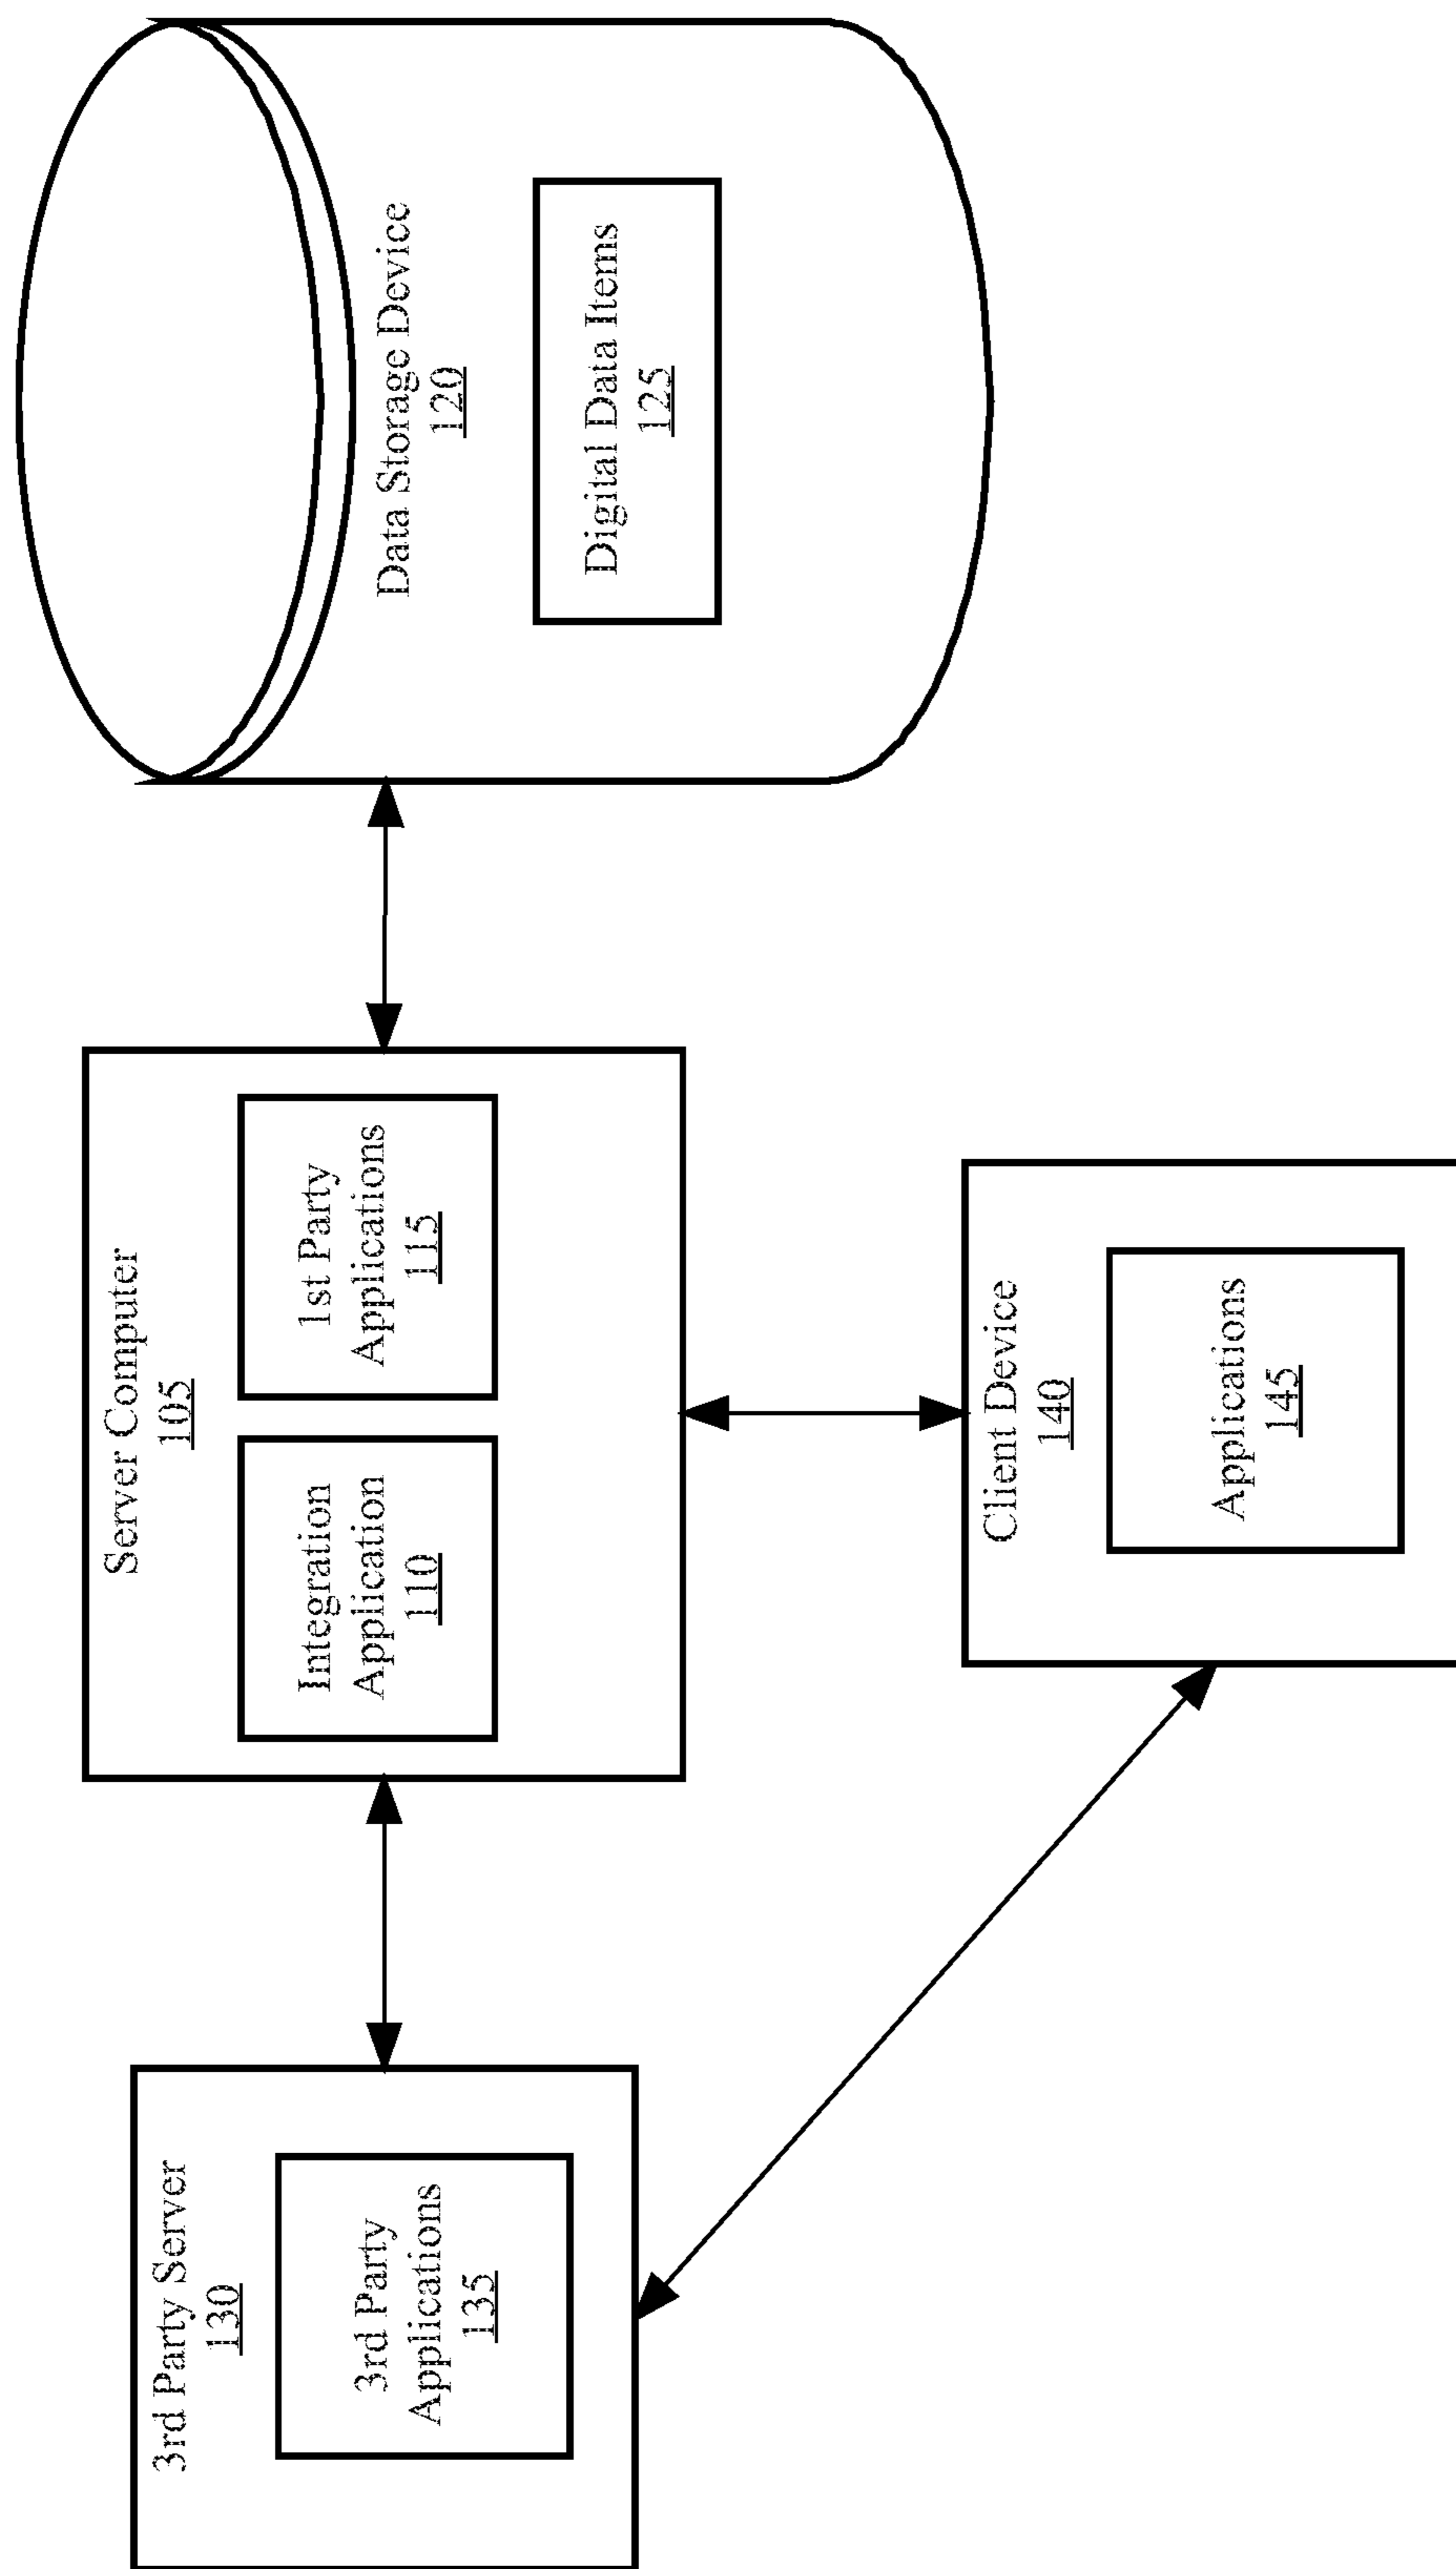 3rd Party Server
130
3rd Party
Applications
135
Server Computer
105
Integration
Application
110
1st Party
Applications
115
Data Storage Device
120
Digital Data Items
125
Client Device
140
Applications
145